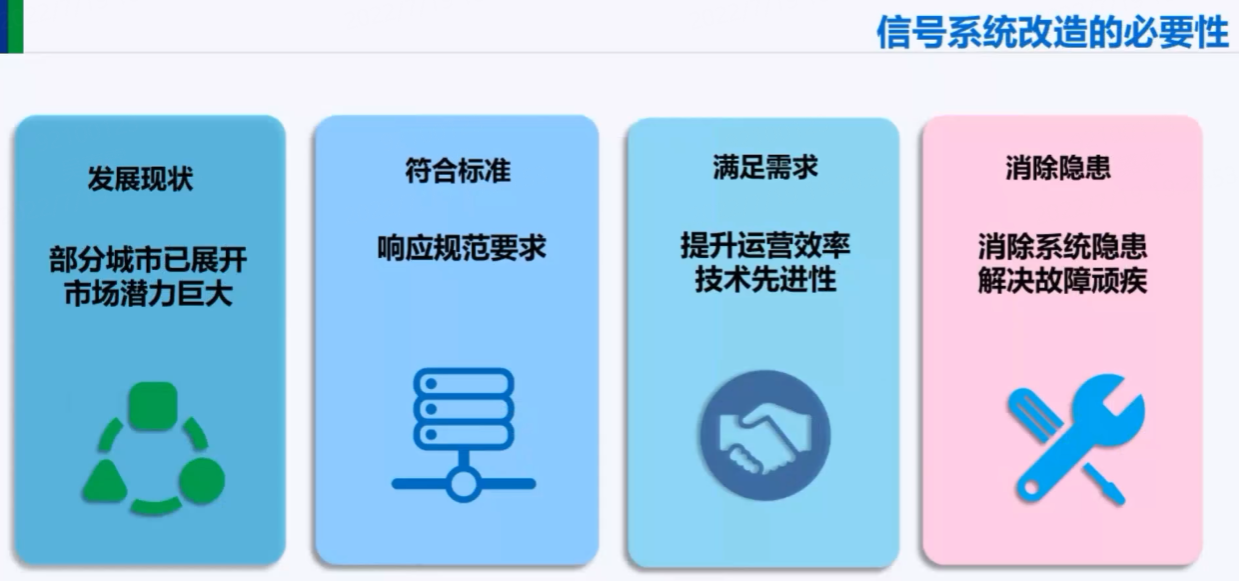 信号系统改造的必要性
发展现状
部分城市已展开
市场潜力巨大
符合标准
响应规范要求
满足需求
提升运营效率
技术先进性
消除隐患
消除系统隐患
解决故障顽疾